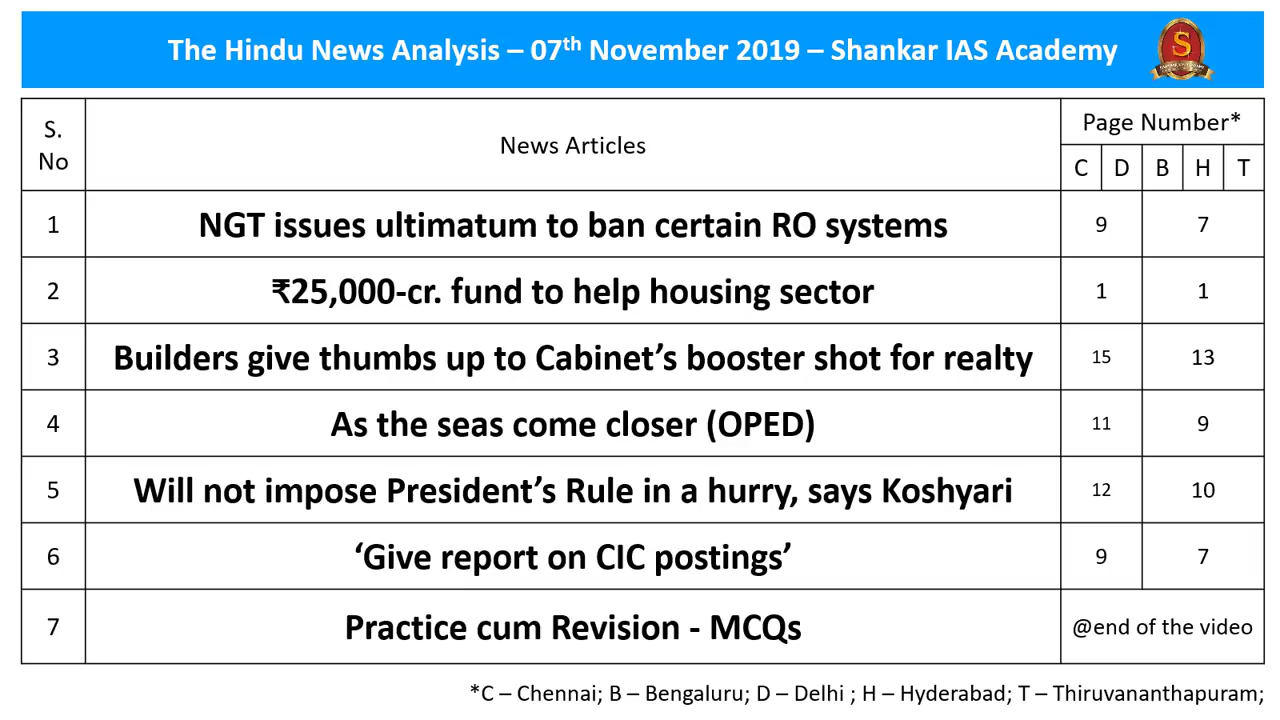 The Hindu News Analysis – 07th November 2019 – Shankar IAS Academy
S
S. No
News Articles
Page Number*
C D B H T
1 NGT issues ultimatum to ban certain RO systems 9 7
2 ₹25,000-cr. fund to help housing sector 1 1
3 Builders give thumbs up to Cabinet’s booster shot for realty 15 13
4 As the seas come closer (OPED) 11 9
5 Will not impose President’s Rule in a hurry, says Koshyari 12 10
6 ‘Give report on CIC postings’ 9 7
7 Practice cum Revision - MCQs @end of the video
*C – Chennai; B – Bengaluru; D – Delhi ; H – Hyderabad; T – Thiruvananthapuram;